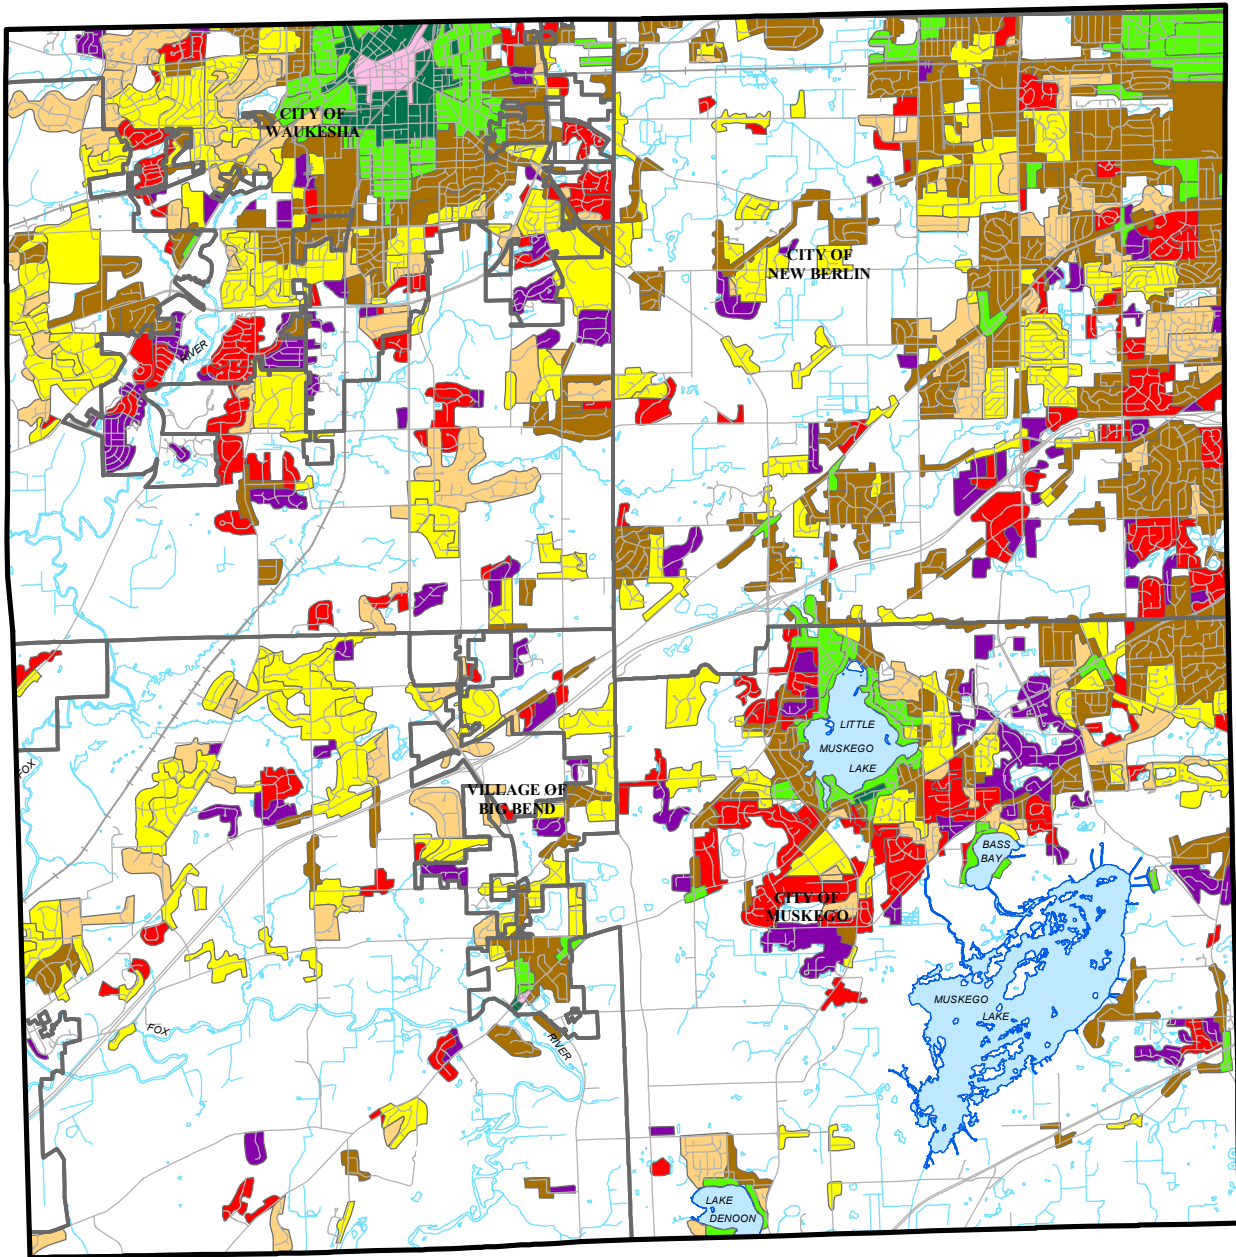 CITY OF
WAUKESHA
CITY OF
NEW BERLIN
RIVER
LITTLE
MUSKEGO
LAKE
FOX
VILLAGE OF
BIG BEND
BASS
BAY
CITY OF
MUSKEGO
MUSKEGO
LAKE
FOX
RIVER
LAKE
DENOON